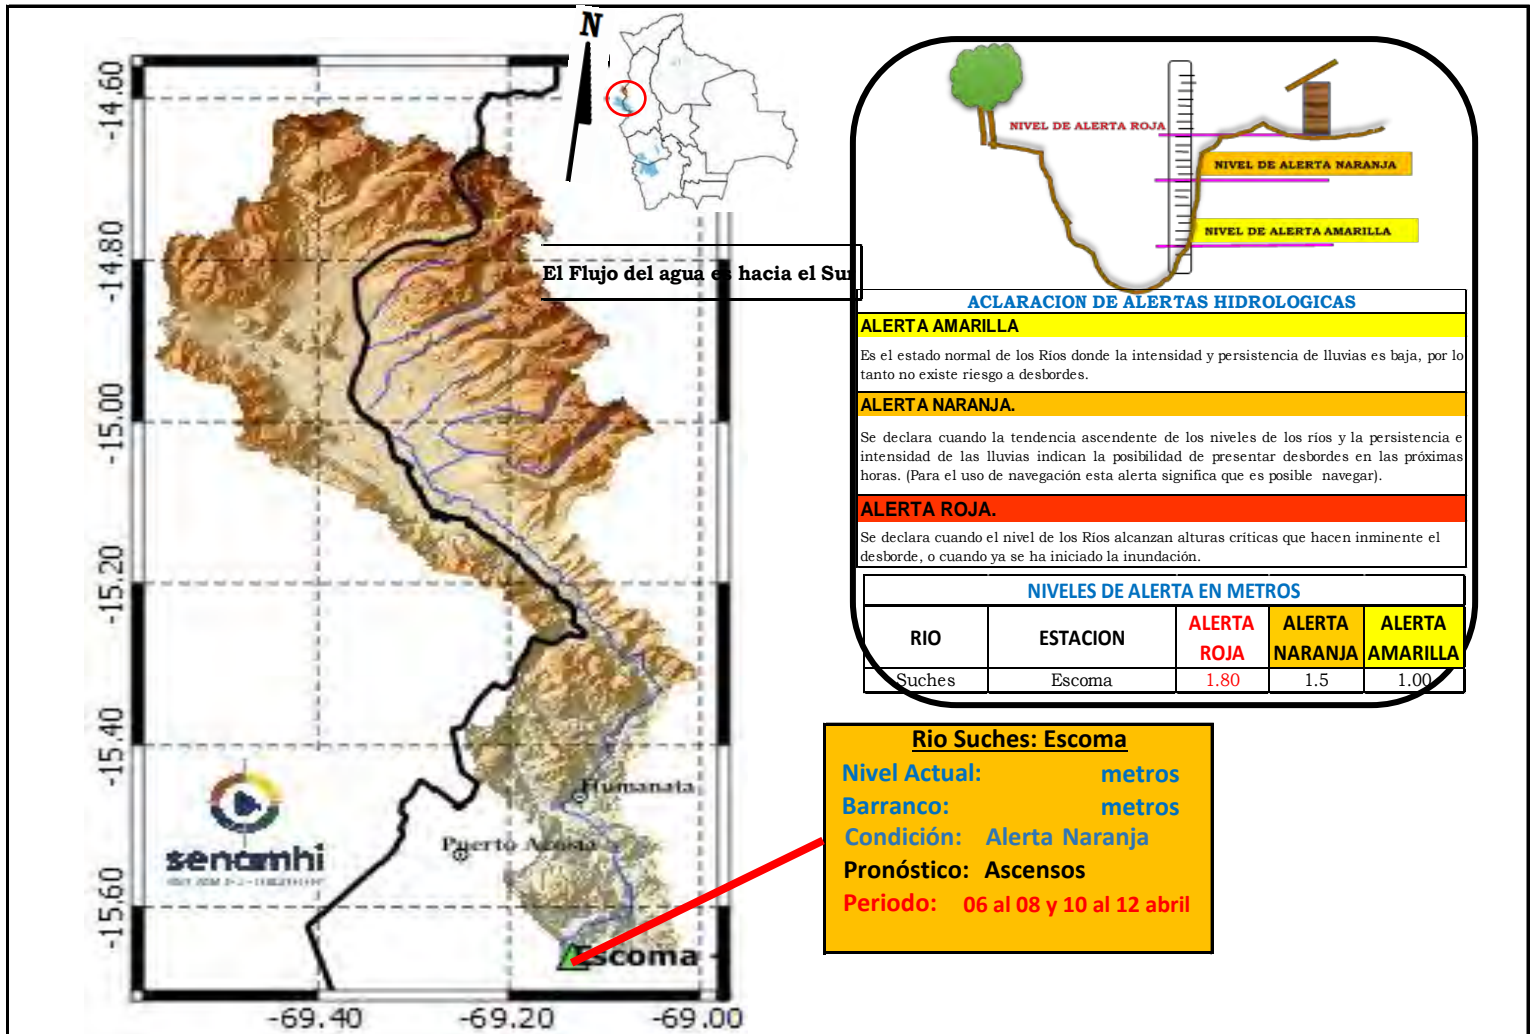 N
-14.60
-14.80
-15.00
-15.20
-15.40
-15.60
-69.40
-69.20
-69.00
El Flujo del agua es hacia el Sur
Humanata
Puerto Acosta
Escoma
senamhi
NIVEL DE ALERTA ROJA
NIVEL DE ALERTA NARANJA
NIVEL DE ALERTA AMARILLA
ACLARACION DE ALERTAS HIDROLOGICAS
ALERTA AMARILLA
Es el estado normal de los Ríos donde la intensidad y persistencia de lluvias es baja, por lo
tanto no existe riesgo a desbordes.
ALERTA NARANJA.
Se declara cuando la tendencia ascendente de los niveles de los ríos y la persistencia e
intensidad de las lluvias indican la posibilidad de presentar desbordes en las próximas
horas. (Para el uso de navegación esta alerta significa que es posible navegar).
ALERTA ROJA.
Se declara cuando el nivel de los Ríos alcanzan alturas críticas que hacen inminente el
desborde, o cuando ya se ha iniciado la inundación.
NIVELES DE ALERTA EN METROS
RIO ESTACION ALERTA ROJA ALERTA NARANJA ALERTA AMARILLA
Suches Escoma 1.80 1.5 1.00
Rio Suches: Escoma
Nivel Actual: metros
Barranco: metros
Condición: Alerta Naranja
Pronóstico: Ascensos
Periodo: 06 al 08 y 10 al 12 abril